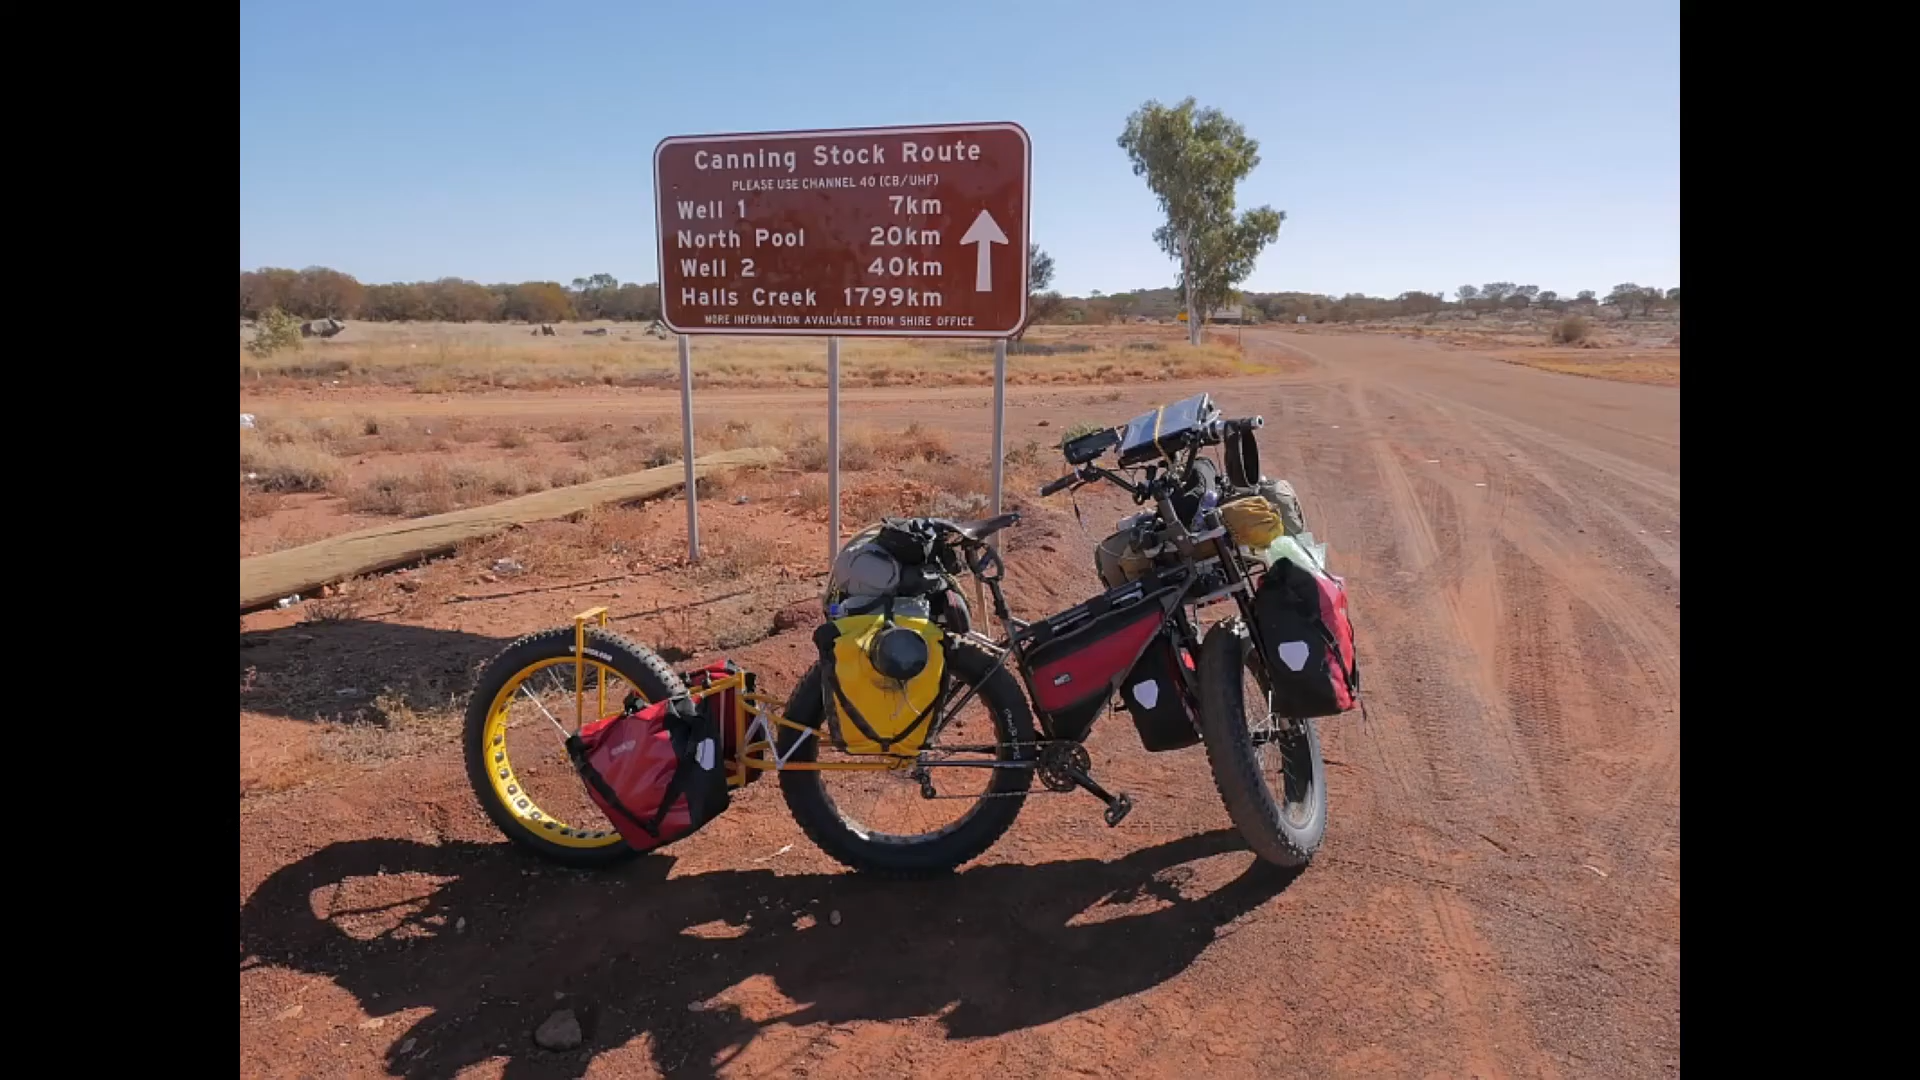 Canning Stock Route
PLEASE USE CHANNEL 40 (CB/UHF)
Well 1 7km
North Pool 20km
Well 2 40km
Halls Creek 1799km
MORE INFORMATION AVAILABLE FROM SHIRE OFFICE